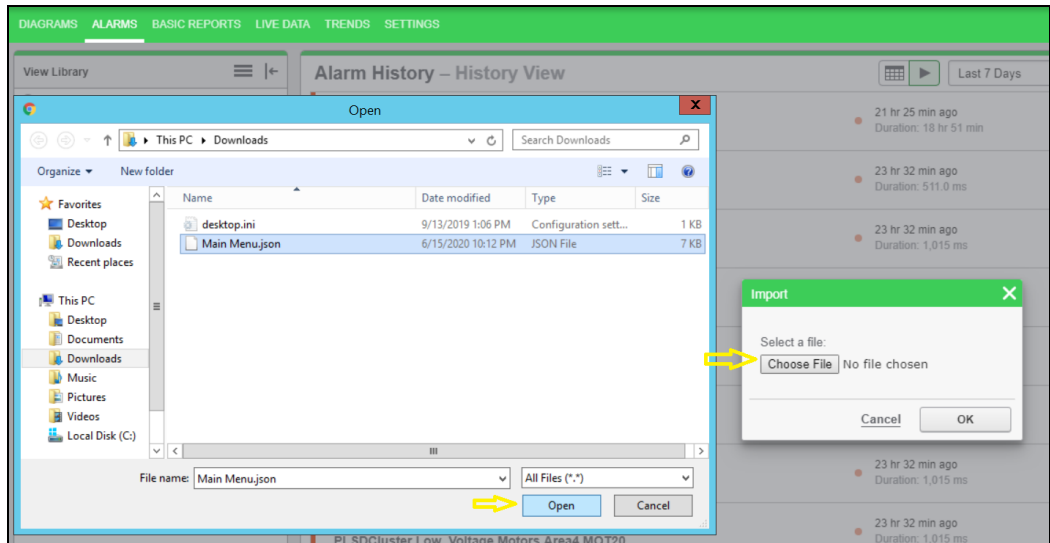 DIAGRAMS ALARMS BASIC REPORTS LIVE DATA TRENDS SETTINGS
View Library
Alarm History – History View
Last 7 Days
Open
X
This PC Downloads
Search Downloads
Organize New folder
Name Date modified Type Size
desktop.ini 9/13/2019 1:06 PM Configuration sett... 1 KB
Main Menu.json 6/15/2020 10:12 PM JSON File 7 KB
Favorites
Desktop
Downloads
Recent places
This PC
Desktop
Documents
Downloads
Music
Pictures
Videos
Local Disk (C:)
File name: Main Menu.json All Files (*.*)
Open Cancel
21 hr 25 min ago
Duration: 18 hr 51 min
23 hr 32 min ago
Duration: 511.0 ms
23 hr 32 min ago
Duration: 1,015 ms
Import
Select a file:
Choose File No file chosen
Cancel OK
23 hr 32 min ago
Duration: 1,015 ms
23 hr 32 min ago
Duration: 1,015 ms
PLSDCluster Low_Voltage Motors Area4 MOT20